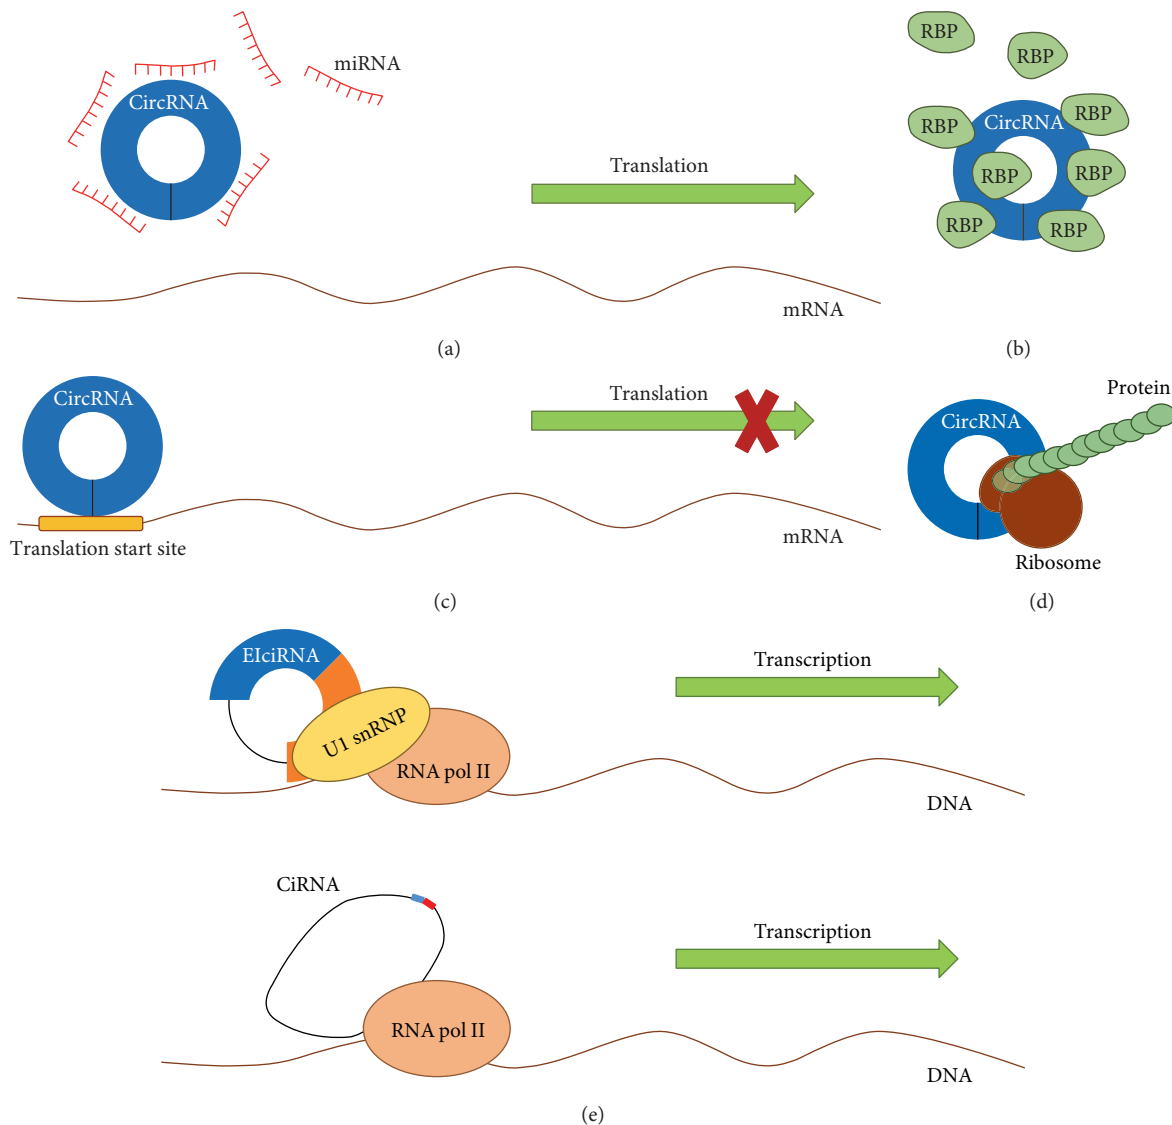 miRNA
CircRNA
Translation
mRNA
(a)
RBP
RBP
RBP
CircRNA
RBP
RBP
RBP
RBP
RBP
(b)
CircRNA
Translation
Translation start site
mRNA
(c)
Protein
CircRNA
Ribosome
(d)
EIciRNA
U1 snRNP
RNA pol II
Transcription
DNA
CiRNA
RNA pol II
Transcription
DNA
(e)